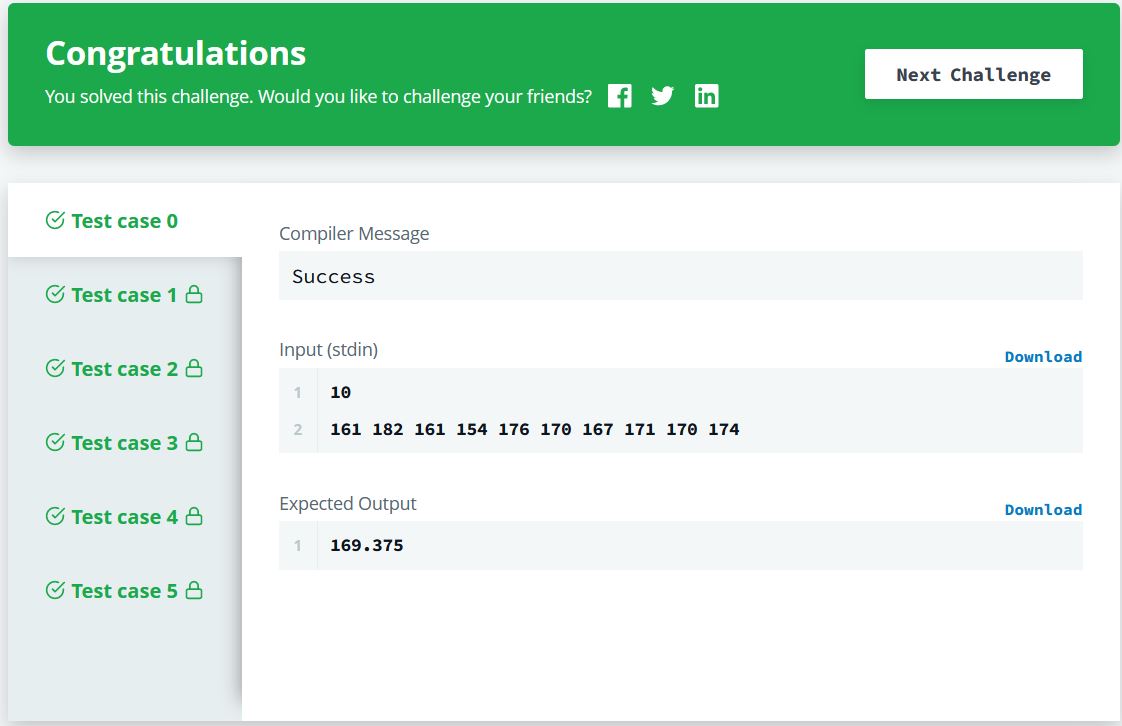 Congratulations
You solved this challenge. Would you like to challenge your friends?
Next Challenge
Test case 0
Test case 1
Test case 2
Test case 3
Test case 4
Test case 5
Compiler Message
Success
Input (stdin)
Download
1 10
2 161 182 161 154 176 170 167 171 170 174
Expected Output
Download
1 169.375